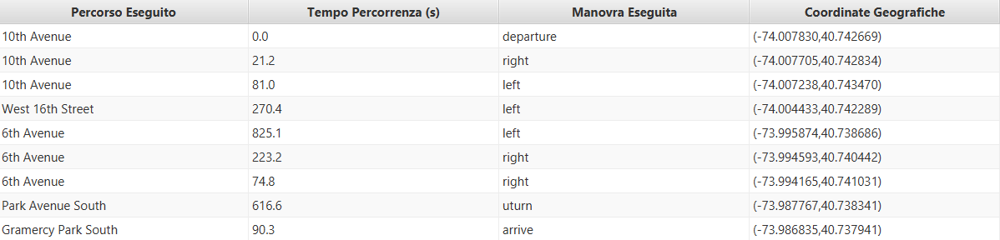 Percorso Eseguito Tempo Percorrenza (s) Manovra Eseguita Coordinate Geografiche
10th Avenue 0.0 departure (-74.007830,40.742669)
10th Avenue 21.2 right (-74.007705,40.742834)
10th Avenue 81.0 left (-74.007238,40.743470)
West 16th Street 270.4 left (-74.004433,40.742289)
6th Avenue 825.1 left (-73.995874,40.738686)
6th Avenue 223.2 right (-73.994593,40.740442)
6th Avenue 74.8 right (-73.994165,40.741031)
Park Avenue South 616.6 uturn (-73.987767,40.738341)
Gramercy Park South 90.3 arrive (-73.986835,40.737941)